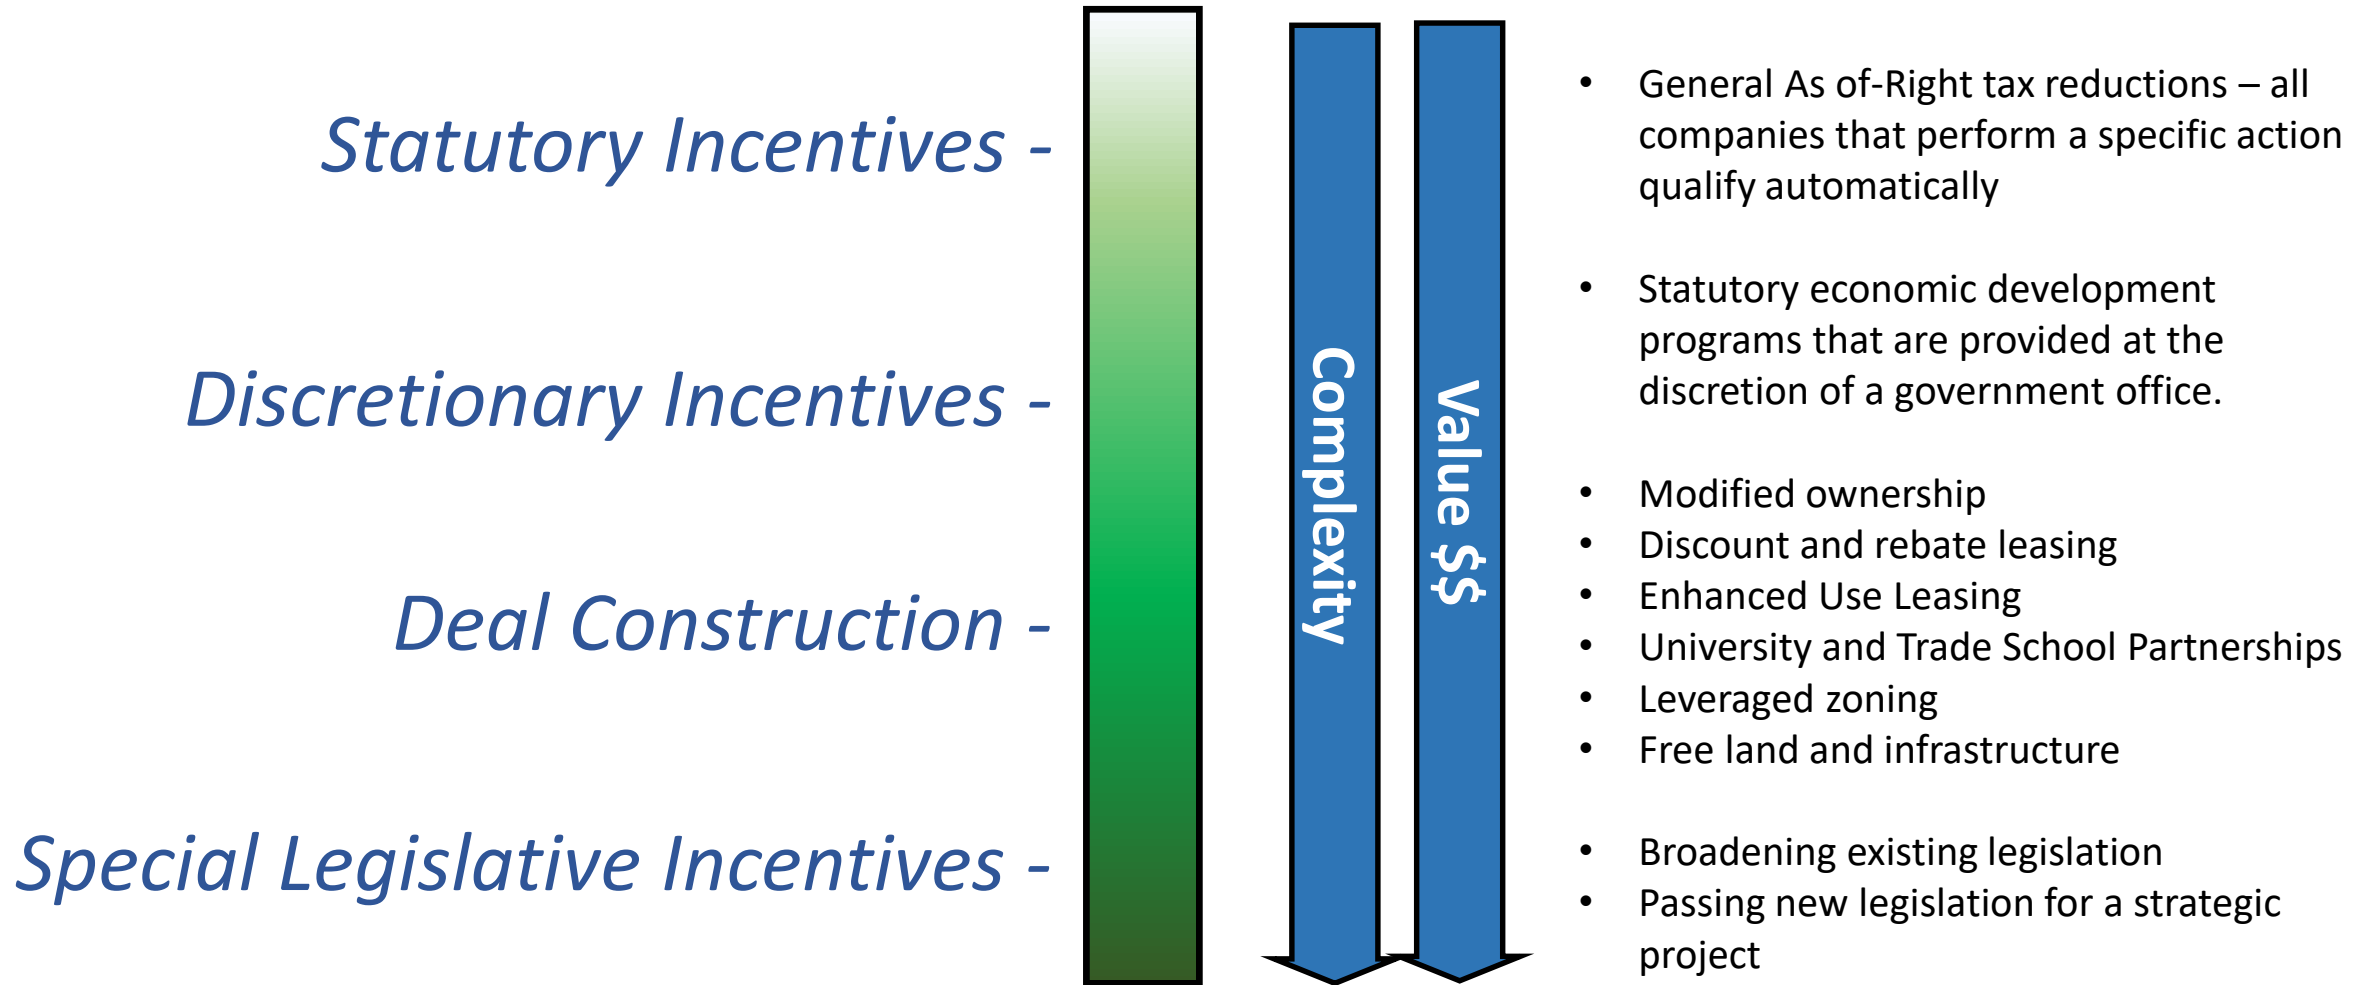 Statutory Incentives -
Discretionary Incentives -
Deal Construction -
Special Legislative Incentives -
Complexity
Value $$
• General As of-Right tax reductions – all
companies that perform a specific action
qualify automatically
• Statutory economic development
programs that are provided at the
discretion of a government office.
• Modified ownership
• Discount and rebate leasing
• Enhanced Use Leasing
• University and Trade School Partnerships
• Leveraged zoning
• Free land and infrastructure
• Broadening existing legislation
• Passing new legislation for a strategic
project